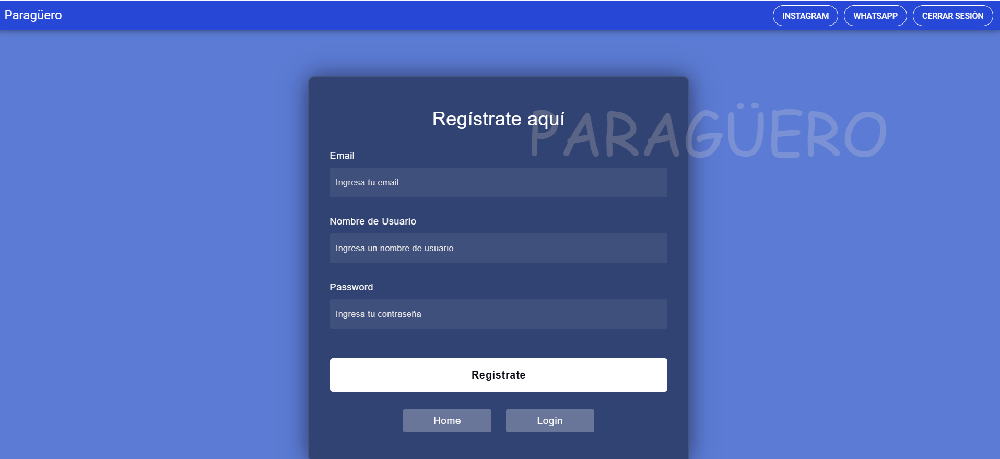 Paragüero
INSTAGRAM
WHATSAPP
CERRAR SESIÓN
Regístrate aquí
PARAGÜERO
Email
Ingresa tu email
Nombre de Usuario
Ingresa un nombre de usuario
Password
Ingresa tu contraseña
Regístrate
Home
Login